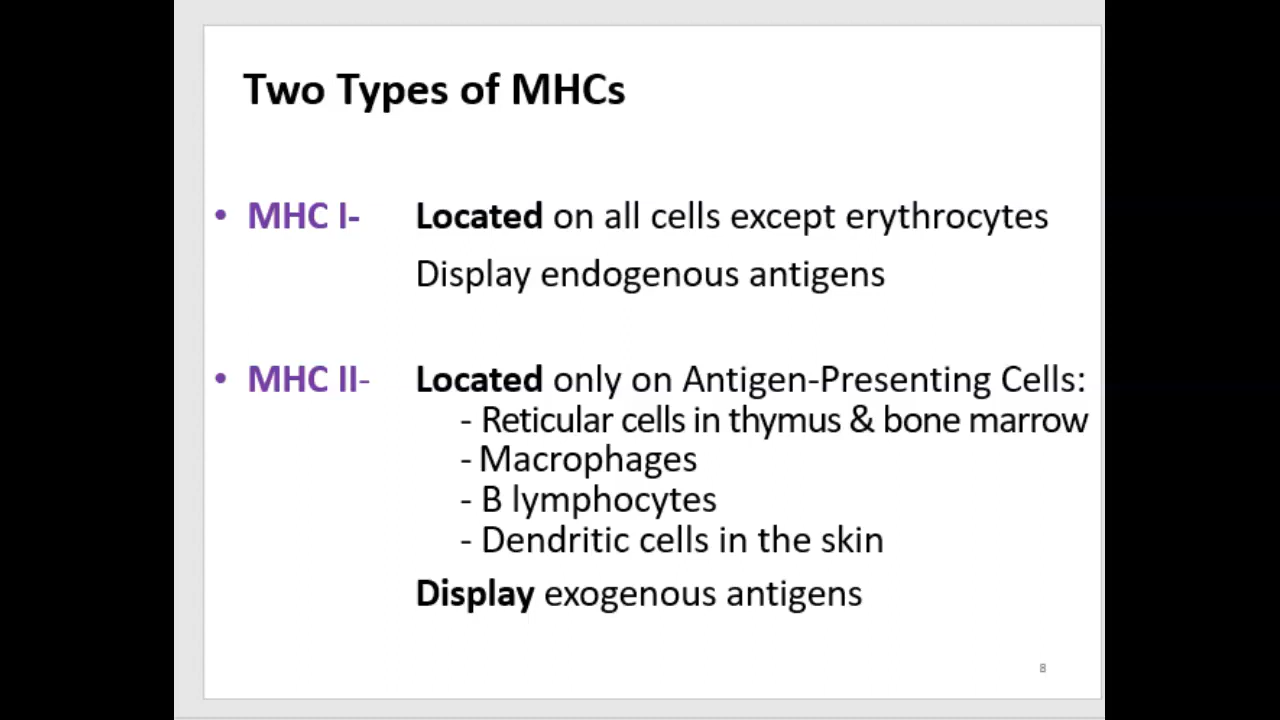 Two Types of MHCs
• MHC I- Located on all cells except erythrocytes
Display endogenous antigens
• MHC II- Located only on Antigen-Presenting Cells:
- Reticular cells in thymus & bone marrow
- Macrophages
- B lymphocytes
- Dendritic cells in the skin
Display exogenous antigens
8